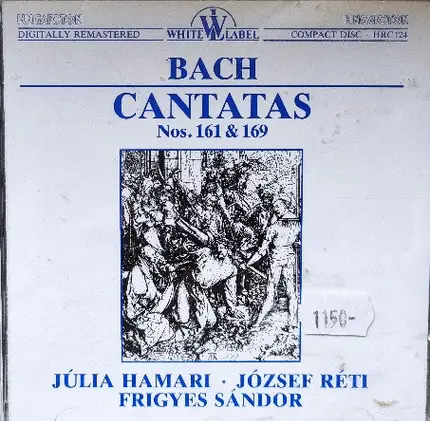 HUNGAROTON
HUNGAROTON
DIGITALLY REMASTERED
WHITE LABEL
COMPACT DISC - HRC 124
BACH
CANTATAS
Nos. 161 & 169
1150-
JÚLIA HAMARI · JÓZSEF RÉTI
FRIGYES SÁNDOR